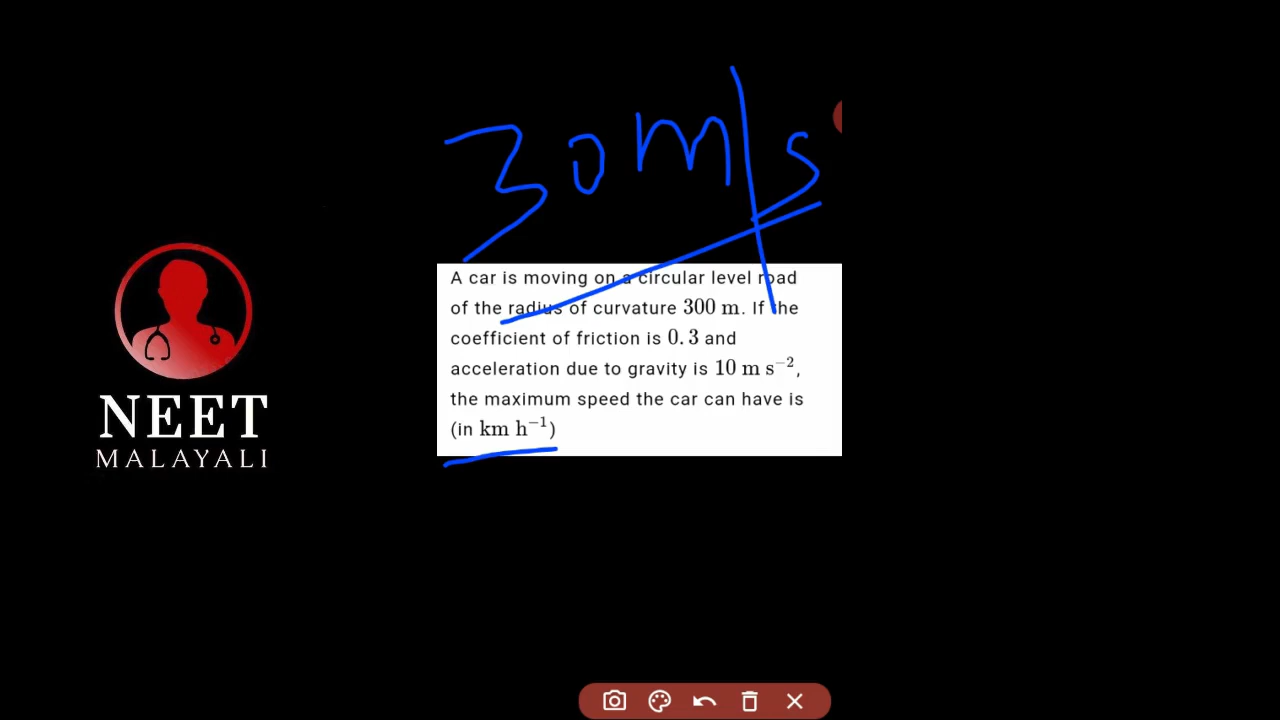 30 m/s
A car is moving on a circular level road
of the radius of curvature 300 m. If the
coefficient of friction is 0.3 and
acceleration due to gravity is 10 m s⁻²,
the maximum speed the car can have is
(in km h⁻¹)
NEET
MALAYALI